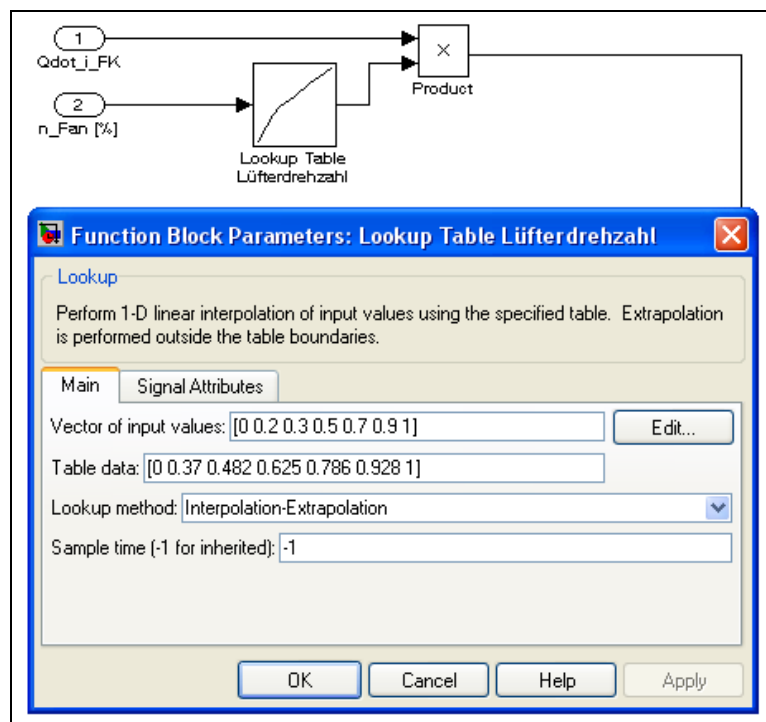 1
Qdot_i_FK
×
Product
2
n_Fan [%]
Lookup Table
Lüfterdrehzahl
Function Block Parameters: Lookup Table Lüfterdrehzahl
Lookup
Perform 1-D linear interpolation of input values using the specified table. Extrapolation
is performed outside the table boundaries.
Main Signal Attributes
Vector of input values: [0 0.2 0.3 0.5 0.7 0.9 1] Edit...
Table data: [0 0.37 0.482 0.625 0.786 0.928 1]
Lookup method: Interpolation-Extrapolation
Sample time (-1 for inherited): -1
OK Cancel Help Apply